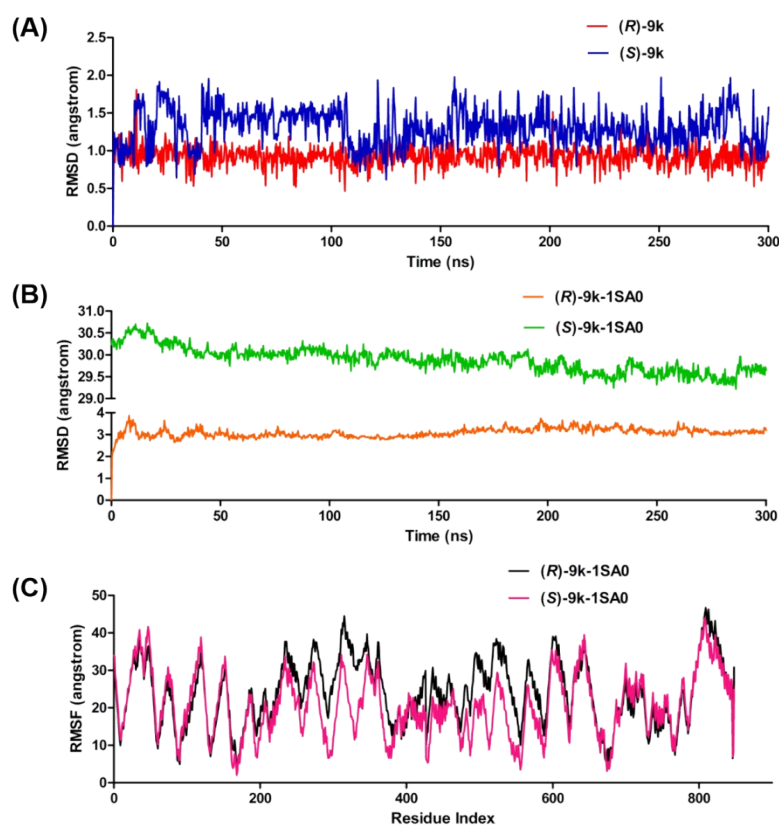 (A)
(R)-9k
(S)-9k
RMSD (angstrom)
2.5
2.0
1.5
1.0
0.5
0.0
0 50 100 150 200 250 300
Time (ns)
(B)
(R)-9k-1SA0
(S)-9k-1SA0
RMSD (angstrom)
31.0
30.5
30.0
29.5
29.0
4
3
2
1
0
0 50 100 150 200 250 300
Time (ns)
(C)
(R)-9k-1SA0
(S)-9k-1SA0
RMSF (angstrom)
50
40
30
20
10
0
0 200 400 600 800
Residue Index